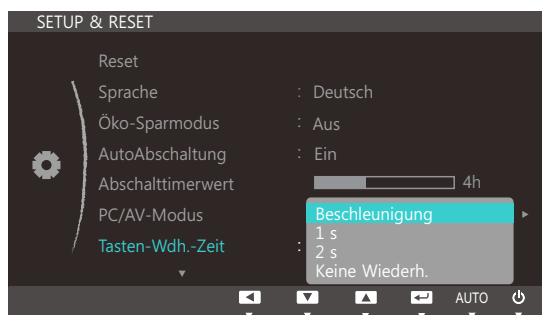 SETUP & RESET
Reset
Sprache : Deutsch
Öko-Sparmodus : Aus
AutoAbschaltung : Ein
Abschalttimerwert 4h
PC/AV-Modus
Tasten-Wdh.-Zeit :
Beschleunigung
1 s
2 s
Keine Wiederh.
AUTO